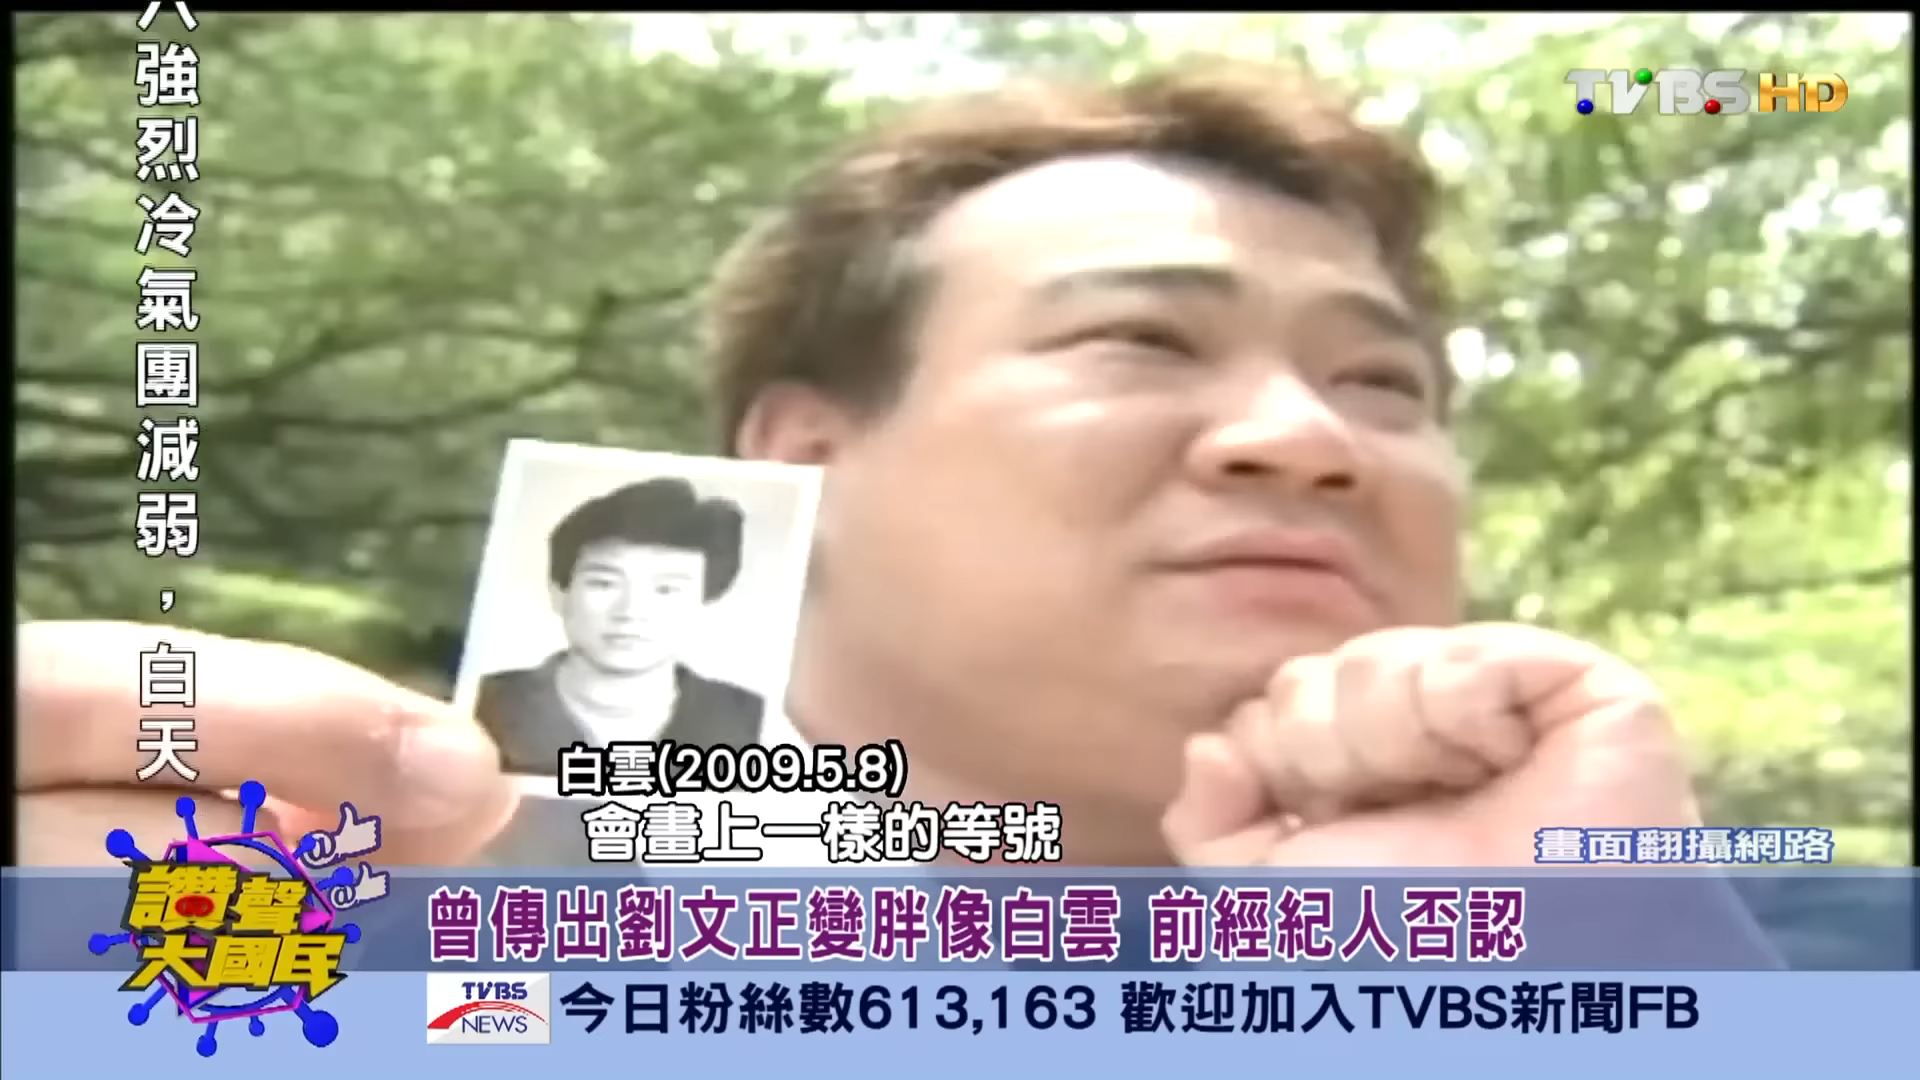 強烈冷氣團減弱，白天
TVBS HD
白雲(2009.5.8)
會畫上一樣的等號
畫面翻攝網路
讚聲
大國民
曾傳出劉文正變胖像白雲 前經紀人否認
TVBS
NEWS
今日粉絲數613,163 歡迎加入TVBS新聞FB